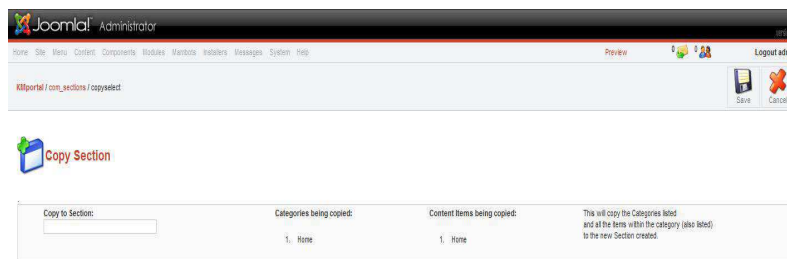 Joomla! Administrator
Home Site Menu Content Components Modules Mambots Installers Messages System Help Preview 0 0 Logout adm
/ com_sections / copyselect
Save Cancel
Copy Section
Copy to Section: Categories being copied: Content Items being copied: This will copy the Categories listed
and all the items within the category (also listed)
1. Home 1. Home to the new Section created.